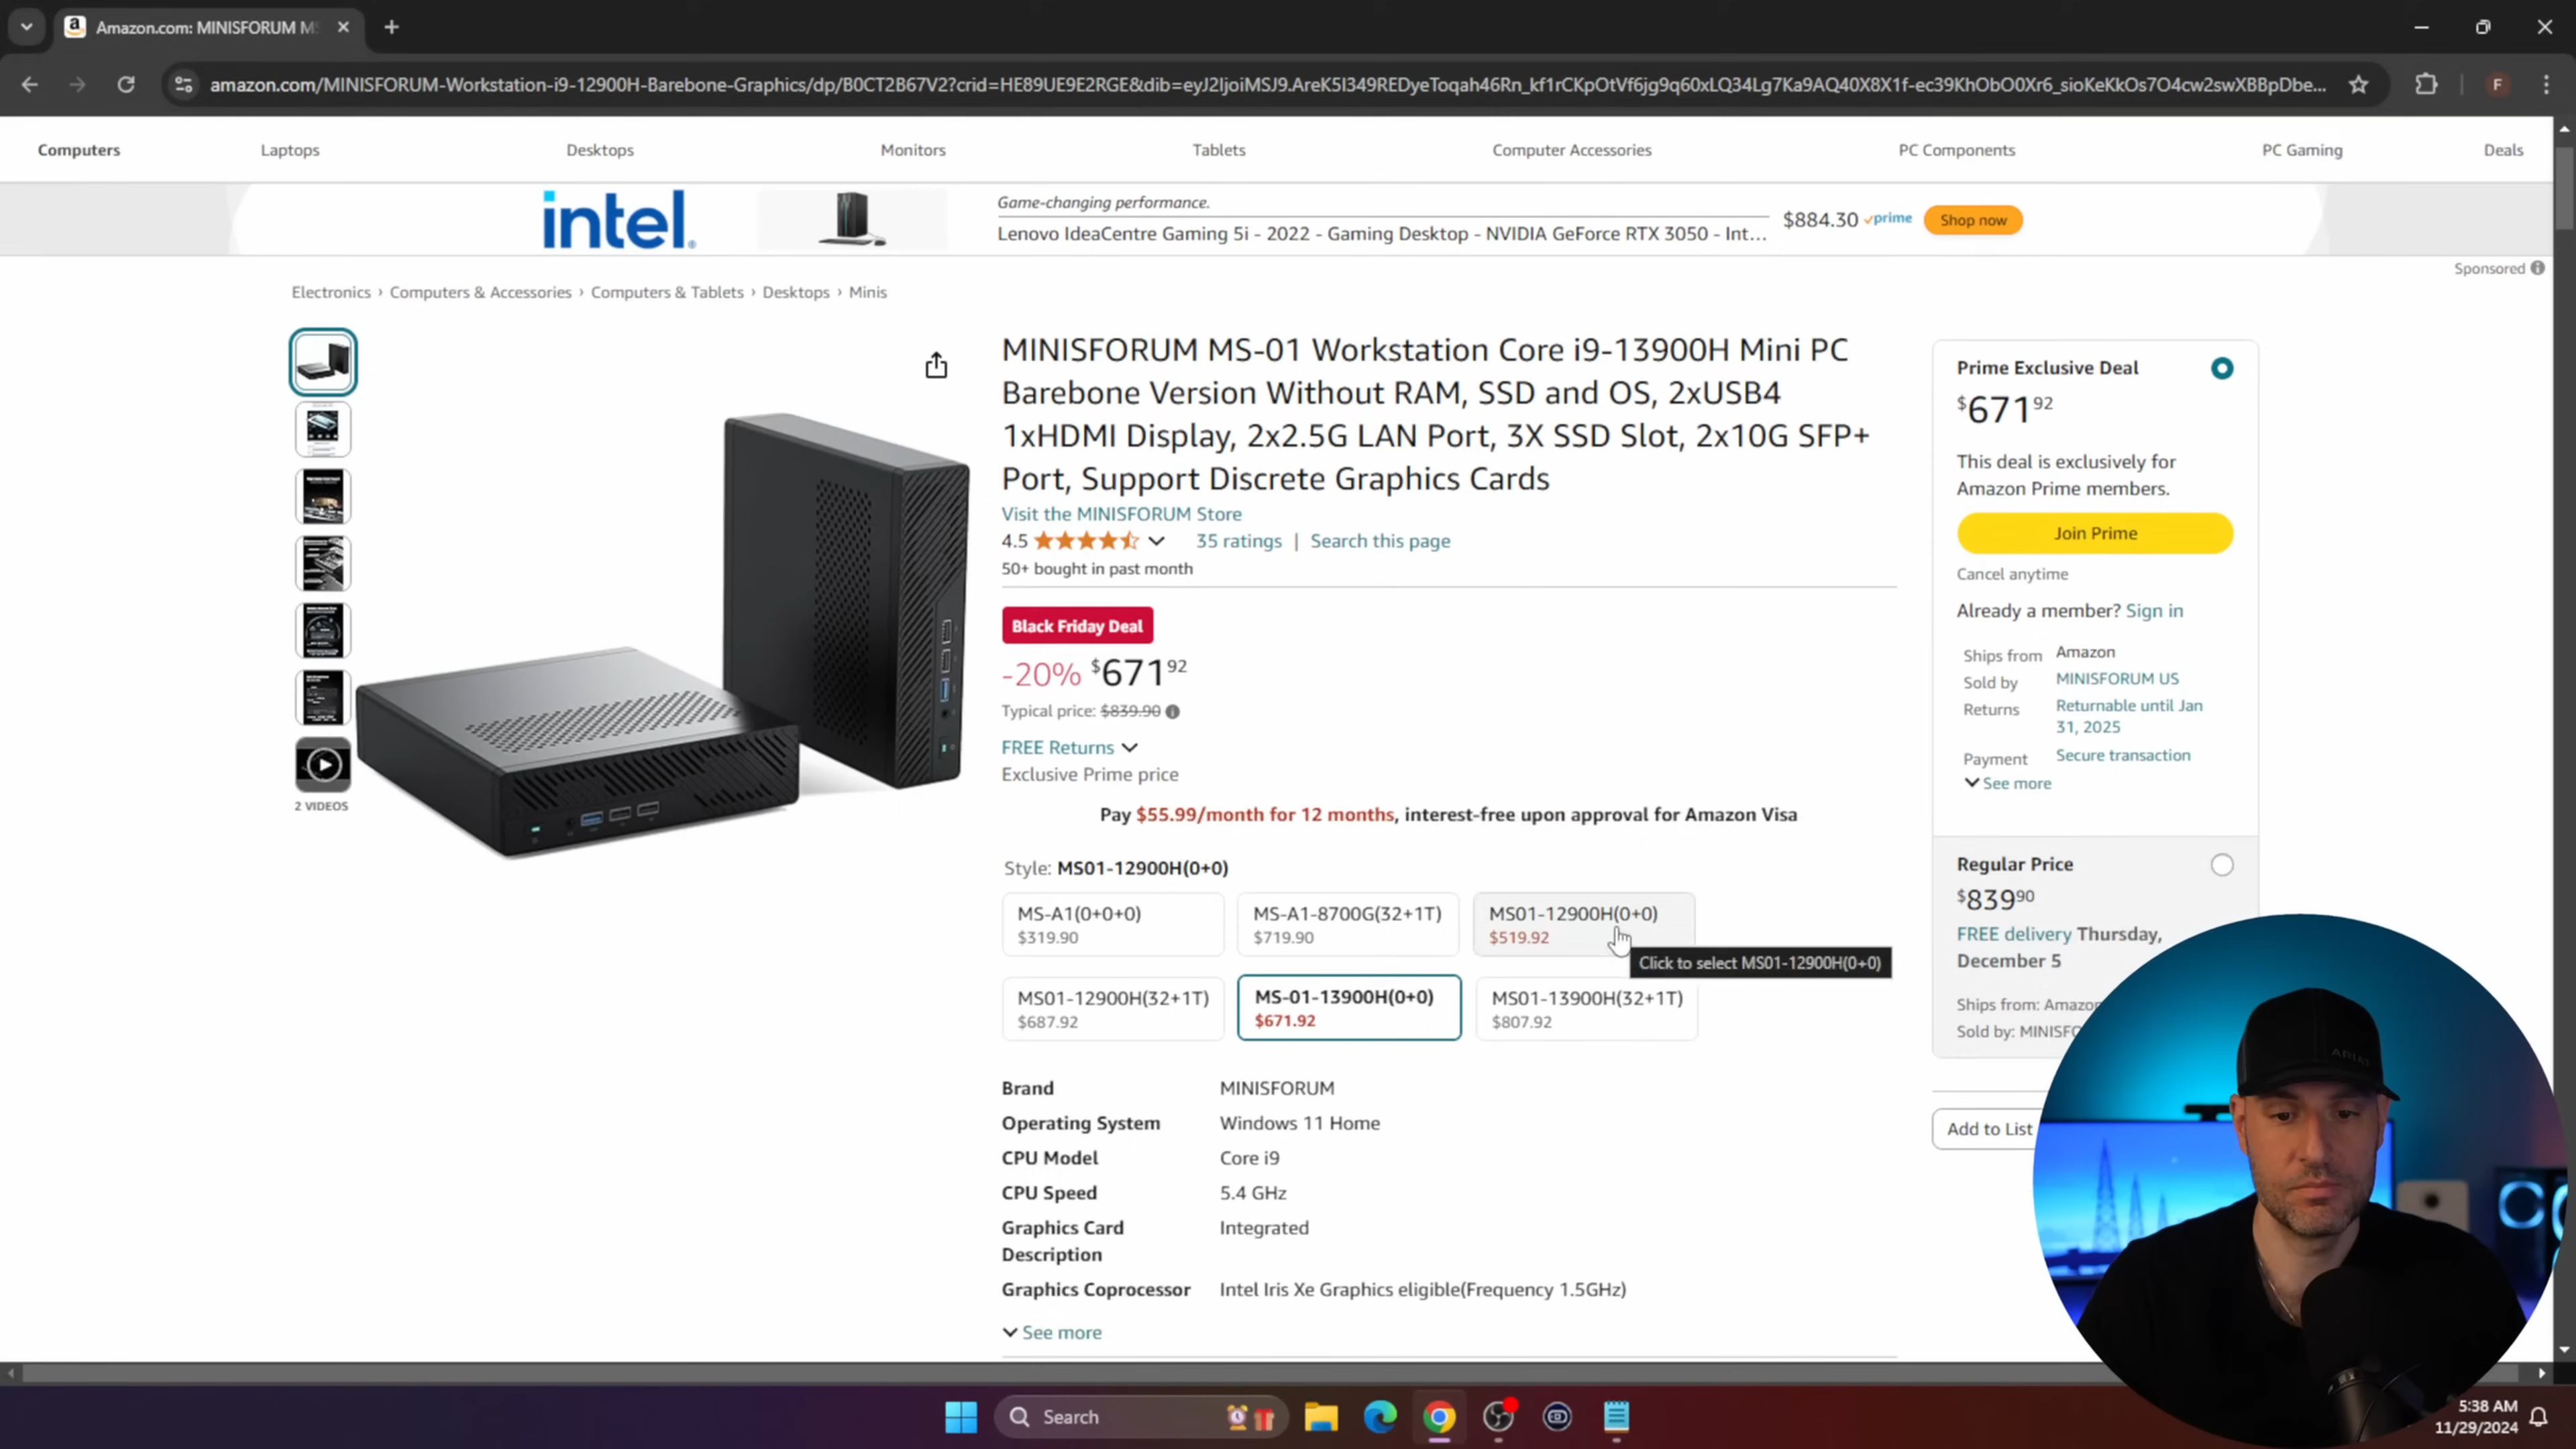 Amazon.com: MINISFORUM M
amazon.com/MINISFORUM-Workstation-i9-12900H-Barebone-Graphics/dp/B0CT2B67V2?crid=HE89UE9E2RGE&dib=eyJ2IjoiMSJ9.AreK5I349REDyeToqah46Rn_kf1rCKpOtVf6jg9q60xLQ34Lg7Ka9AQ40X8X1f-ec39KhObO0Xr6_sioKeKkOs7O4cw2swXBBpDbe...
F
Computers Laptops Desktops Monitors Tablets Computer Accessories PC Components PC Gaming Deals
intel.
Game-changing performance.
Lenovo IdeaCentre Gaming 5i - 2022 - Gaming Desktop - NVIDIA GeForce RTX 3050 - Int...
$884.30 prime Shop now
Sponsored
Electronics › Computers & Accessories › Computers & Tablets › Desktops › Minis
2 VIDEOS
MINISFORUM MS-01 Workstation Core i9-13900H Mini PC
Barebone Version Without RAM, SSD and OS, 2xUSB4
1xHDMI Display, 2x2.5G LAN Port, 3X SSD Slot, 2x10G SFP+
Port, Support Discrete Graphics Cards
Visit the MINISFORUM Store
4.5 35 ratings | Search this page
50+ bought in past month
Black Friday Deal
-20% $671 92
Typical price: $839.90
FREE Returns
Exclusive Prime price
Pay $55.99/month for 12 months, interest-free upon approval for Amazon Visa
Style: MS01-12900H(0+0)
MS-A1(0+0+0)
$319.90
MS-A1-8700G(32+1T)
$719.90
MS01-12900H(0+0)
$519.92
Click to select MS01-12900H(0+0)
MS01-12900H(32+1T)
$687.92
MS-01-13900H(0+0)
$671.92
MS01-13900H(32+1T)
$807.92
Brand MINISFORUM
Operating System Windows 11 Home
CPU Model Core i9
CPU Speed 5.4 GHz
Graphics Card Integrated
Description
Graphics Coprocessor Intel Iris Xe Graphics eligible(Frequency 1.5GHz)
See more
Prime Exclusive Deal
$671 92
This deal is exclusively for
Amazon Prime members.
Join Prime
Cancel anytime
Already a member? Sign in
Ships from Amazon
Sold by MINISFORUM US
Returns Returnable until Jan
31, 2025
Payment Secure transaction
See more
Regular Price
$839 90
FREE delivery Thursday,
December 5
Ships from: Amazon
Sold by: MINISFO
Add to List
Search
5:38 AM
11/29/2024